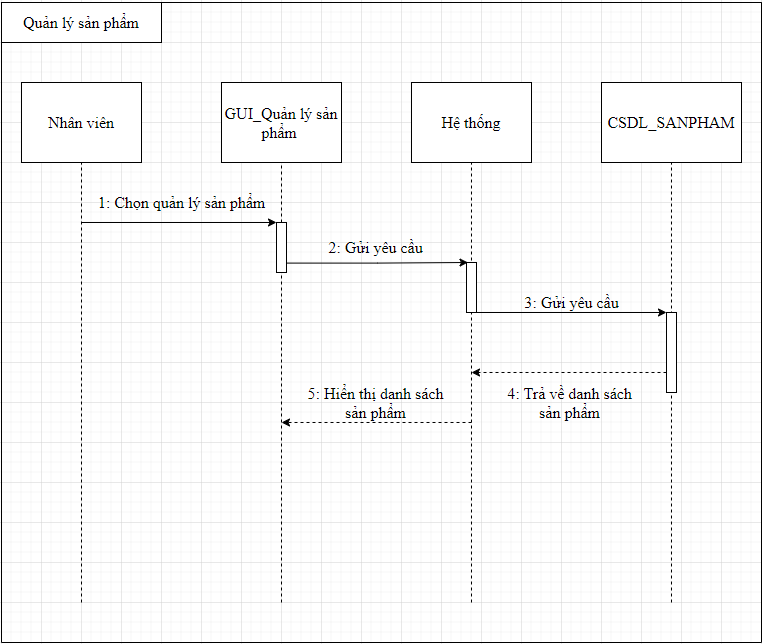 Quản lý sản phẩm
Nhân viên
GUI_Quản lý sản
phẩm
Hệ thống
CSDL_SANPHAM
1: Chọn quản lý sản phẩm
2: Gửi yêu cầu
3: Gửi yêu cầu
4: Trả về danh sách
sản phẩm
5: Hiển thị danh sách
sản phẩm